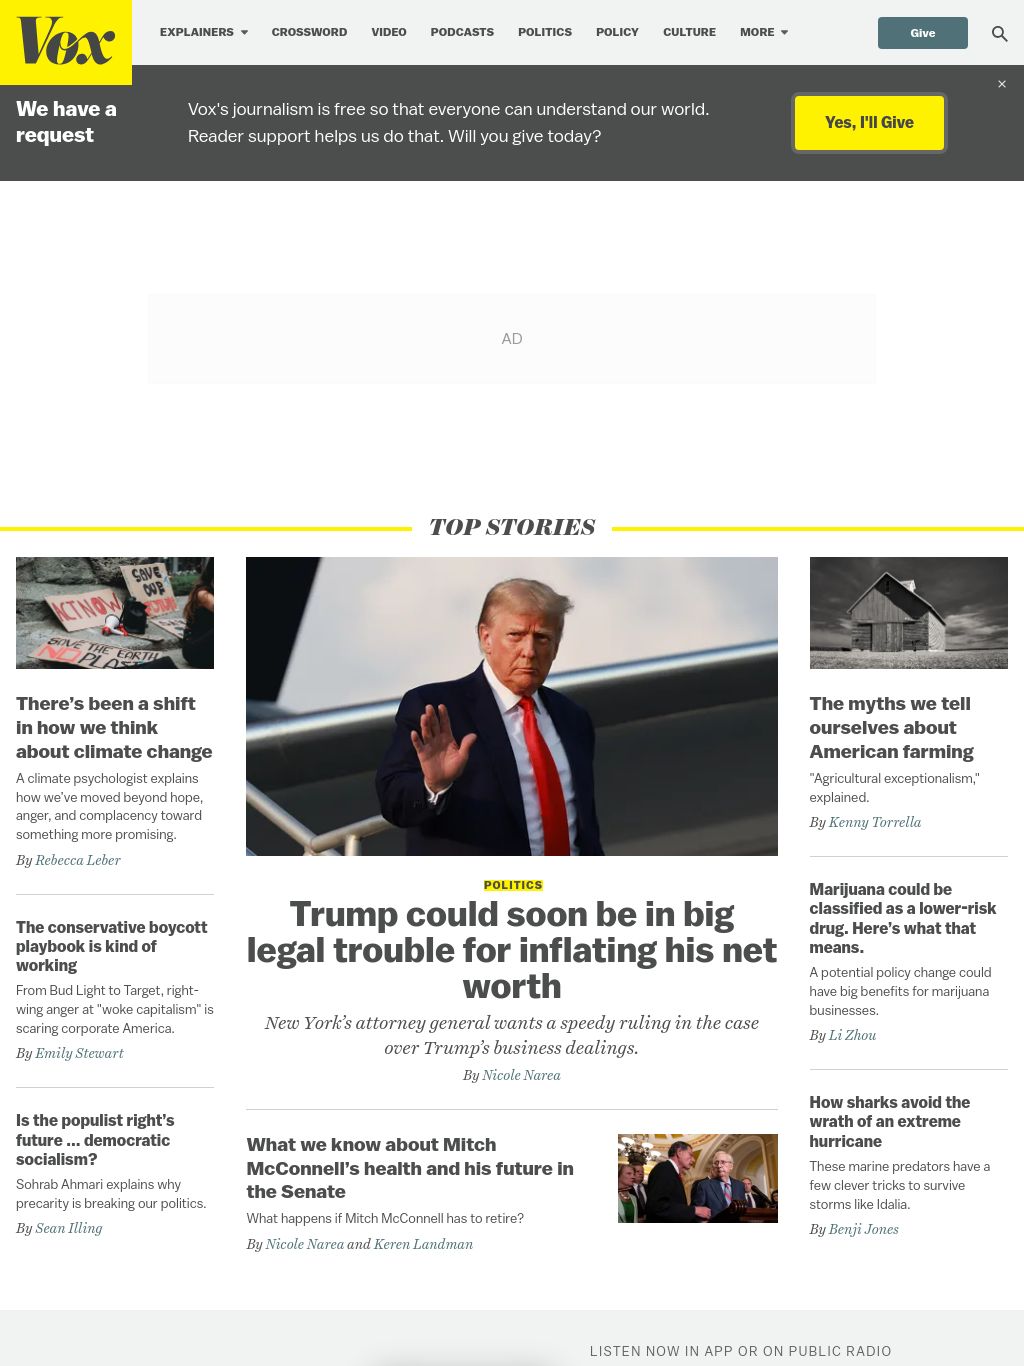 Vox
EXPLAINERS
CROSSWORD
VIDEO
PODCASTS
POLITICS
POLICY
CULTURE
MORE
Give
We have a
request
Vox's journalism is free so that everyone can understand our world.
Reader support helps us do that. Will you give today?
Yes, I'll Give
×
AD
TOP STORIES
ACT NOW
SAVE
OUR
SAVE THE EARTH
NO PLA
There's been a shift
in how we think
about climate change
A climate psychologist explains
how we've moved beyond hope,
anger, and complacency toward
something more promising.
By Rebecca Leber
The conservative boycott
playbook is kind of
working
From Bud Light to Target, right-
wing anger at "woke capitalism" is
scaring corporate America.
By Emily Stewart
Is the populist right's
future ... democratic
socialism?
Sohrab Ahmari explains why
precarity is breaking our politics.
By Sean Illing
POLITICS
Trump could soon be in big
legal trouble for inflating his net
worth
New York's attorney general wants a speedy ruling in the case
over Trump's business dealings.
By Nicole Narea
What we know about Mitch
McConnell's health and his future in
the Senate
What happens if Mitch McConnell has to retire?
By Nicole Narea and Keren Landman
The myths we tell
ourselves about
American farming
"Agricultural exceptionalism,"
explained.
By Kenny Torrella
Marijuana could be
classified as a lower-risk
drug. Here's what that
means.
A potential policy change could
have big benefits for marijuana
businesses.
By Li Zhou
How sharks avoid the
wrath of an extreme
hurricane
These marine predators have a
few clever tricks to survive
storms like Idalia.
By Benji Jones
LISTEN NOW IN APP OR ON PUBLIC RADIO